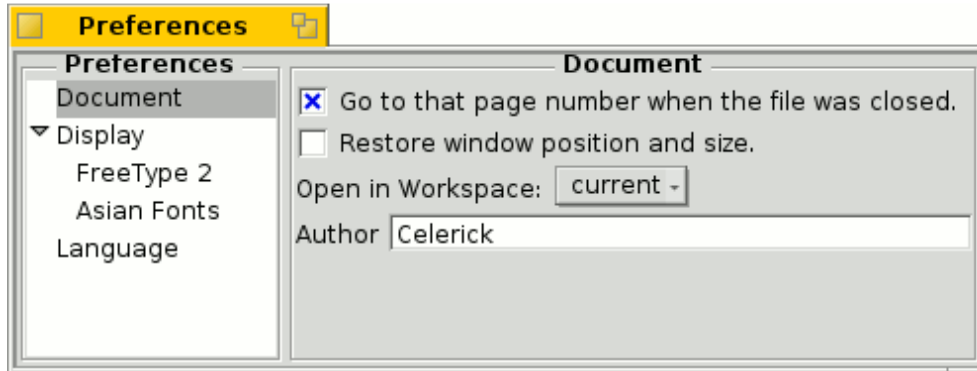 Preferences
Preferences
Document
Display
FreeType 2
Asian Fonts
Language
Document
Go to that page number when the file was closed.
Restore window position and size.
Open in Workspace: current
Author Celerick